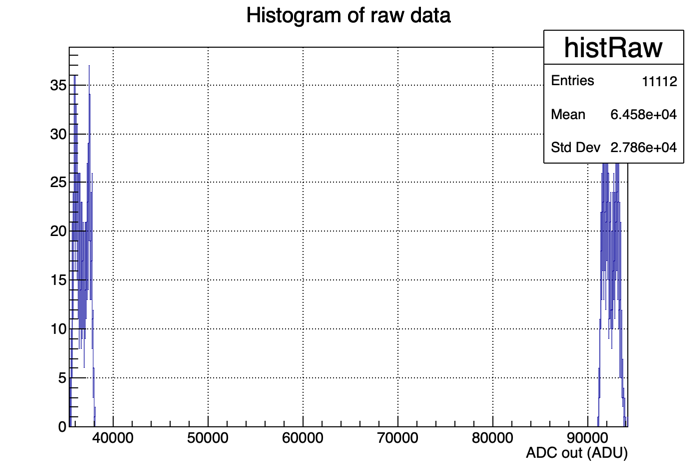 Histogram of raw data
histRaw
Entries 11112
Mean 6.458e+04
Std Dev 2.786e+04
35
30
25
20
15
10
5
0
40000 50000 60000 70000 80000 90000
ADC out (ADU)